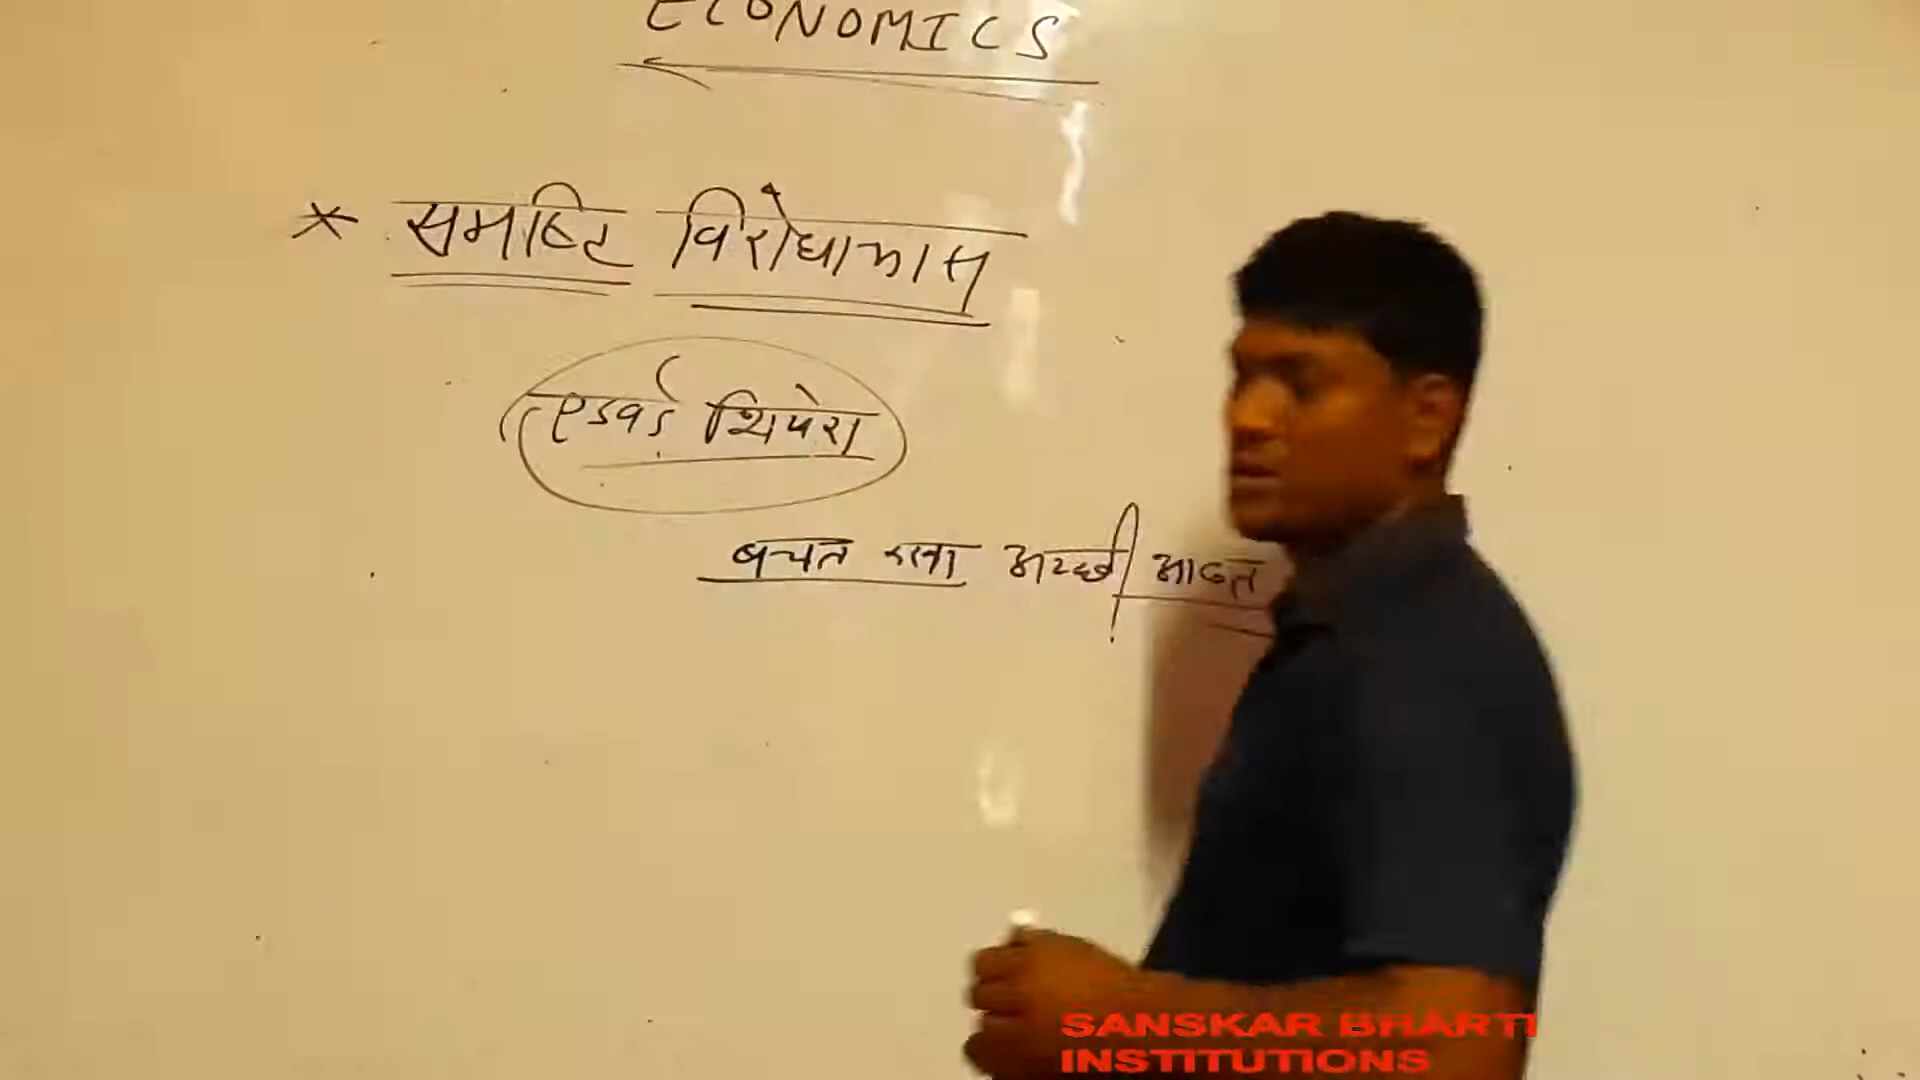 ECONOMICS
* समष्टि विरोधाभास
एडवर्ड शेपिरो
बचत करना अच्छी आदत
SANSKAR BHARTI
INSTITUTIONS